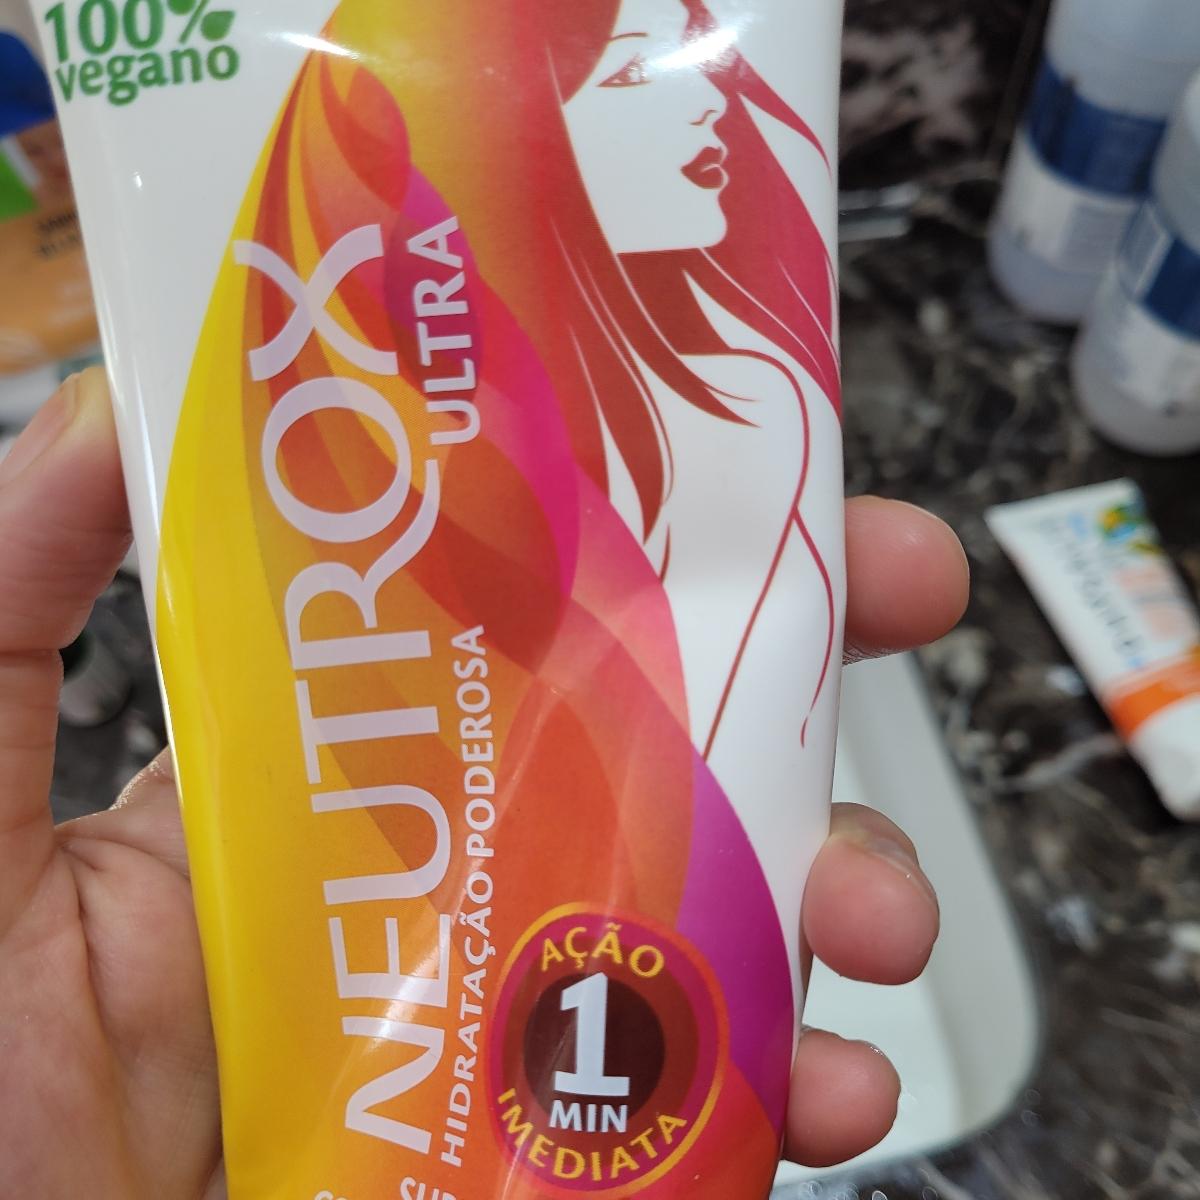 100%
vegano
NEUTROX
ULTRA
HIDRATAÇÃO PODEROSA
AÇÃO
1
MIN
IMEDIATA